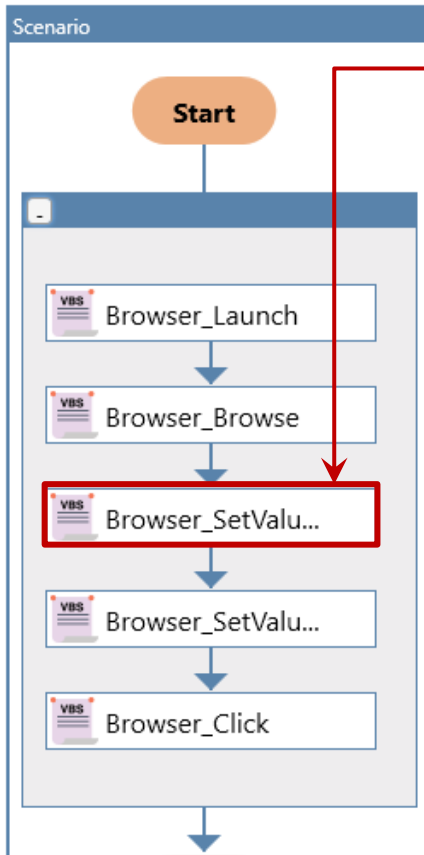 Scenario
Start
-
VBS
Browser_Launch
VBS
Browser_Browse
VBS
Browser_SetValu...
VBS
Browser_SetValu...
VBS
Browser_Click